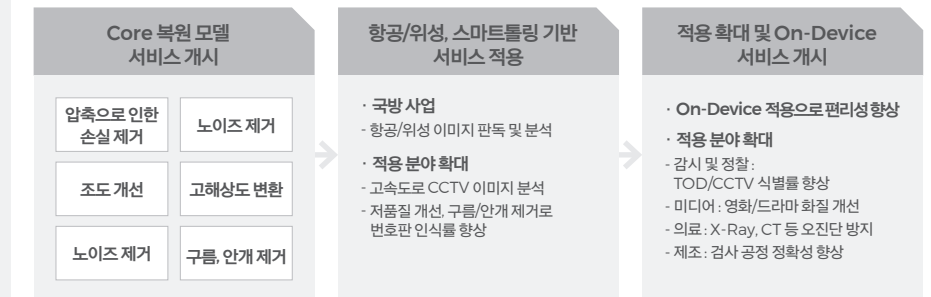 Core 복원 모델
서비스 개시
압축으로 인한
손실 제거
노이즈 제거
조도 개선
고해상도 변환
노이즈 제거
구름, 안개 제거
항공/위성, 스마트톨링 기반
서비스 적용
· 국방 사업
- 항공/위성 이미지 판독 및 분석
· 적용 분야 확대
- 고속도로 CCTV 이미지 분석
- 저품질 개선, 구름/안개 제거로
번호판 인식률 향상
적용 확대 및 On-Device
서비스 개시
· On-Device 적용으로 편리성 향상
· 적용 분야 확대
- 감시 및 정찰 :
TOD/CCTV 식별률 향상
- 미디어 : 영화/드라마 화질 개선
- 의료 : X-Ray, CT 등 오진단 방지
- 제조 : 검사 공정 정확성 향상